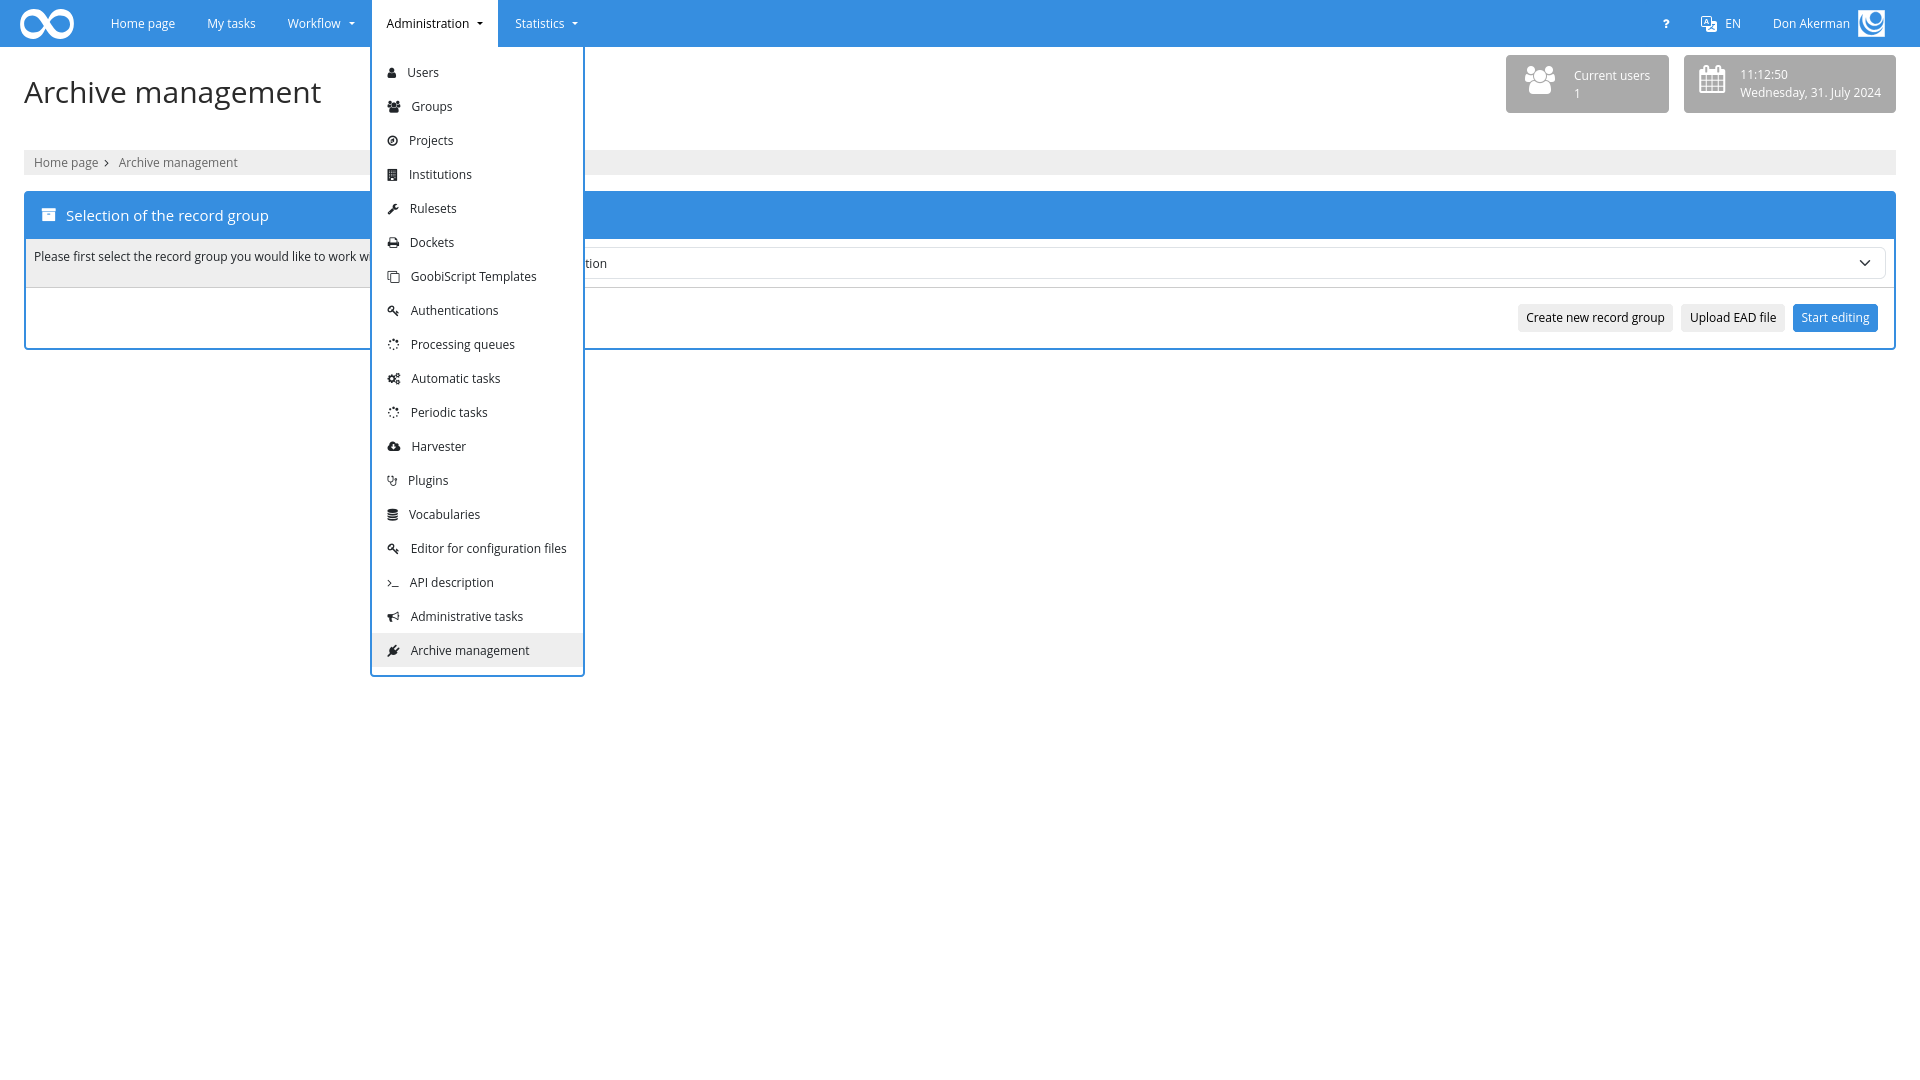 Home page My tasks Workflow Administration Statistics ? EN Don Akerman
Archive management
Current users
1
11:12:50
Wednesday, 31. July 2024
Home page › Archive management
Selection of the record group
Please first select the record group you would like to work
Create new record group Upload EAD file Start editing
Users
Groups
Projects
Institutions
Rulesets
Dockets
GoobiScript Templates
Authentications
Processing queues
Automatic tasks
Periodic tasks
Harvester
Plugins
Vocabularies
Editor for configuration files
API description
Administrative tasks
Archive management